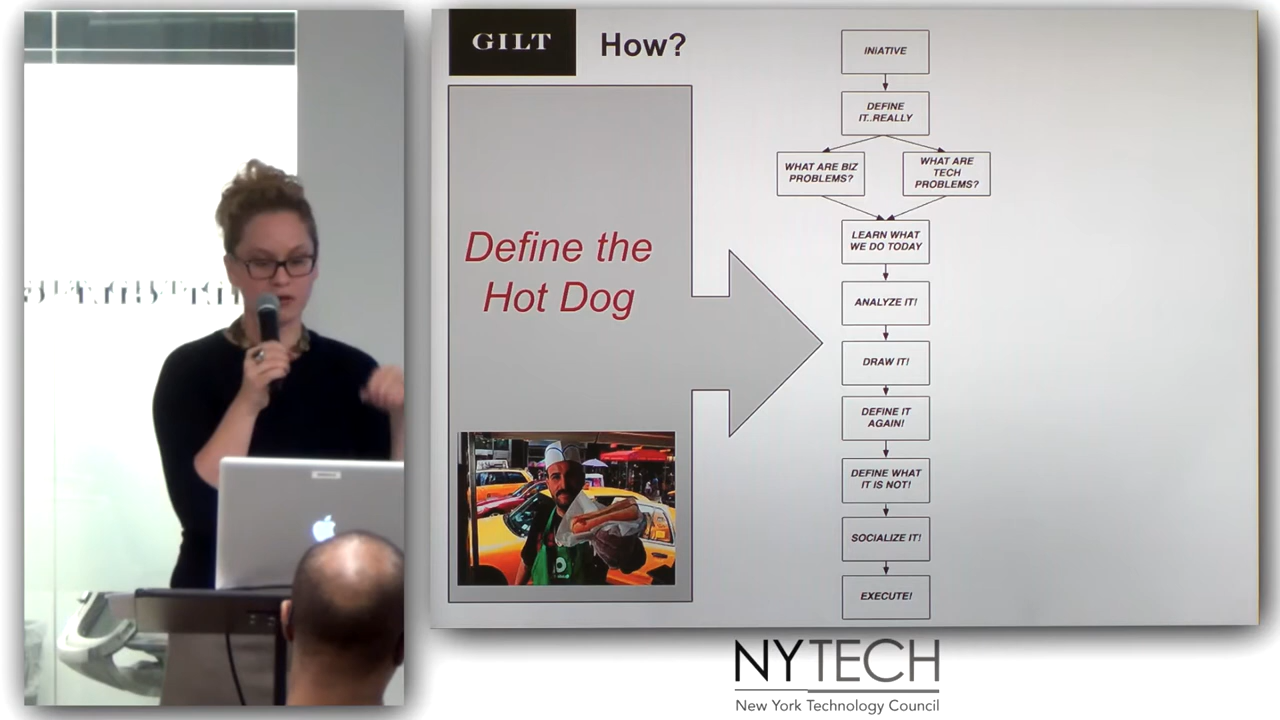 GILT
How?
Define the
Hot Dog
INIATIVE
DEFINE
IT..REALLY
WHAT ARE BIZ
PROBLEMS?
WHAT ARE
TECH
PROBLEMS?
LEARN WHAT
WE DO TODAY
ANALYZE IT!
DRAW IT!
DEFINE IT
AGAIN!
DEFINE WHAT
IT IS NOT!
SOCIALIZE IT!
EXECUTE!
NYTECH
New York Technology Council